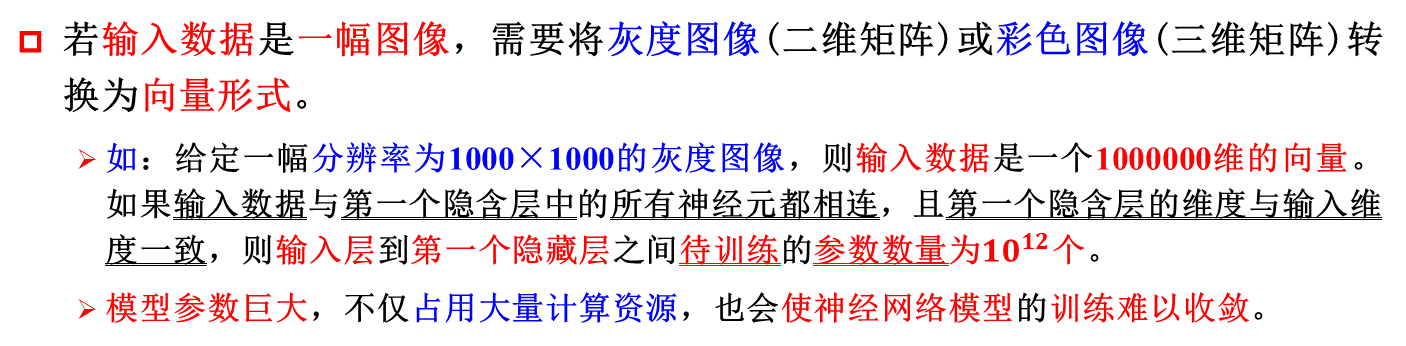 若输入数据是一幅图像，需要将灰度图像(二维矩阵)或彩色图像(三维矩阵)转
换为向量形式。
如：给定一幅分辨率为1000×1000的灰度图像，则输入数据是一个1000000维的向量。
如果输入数据与第一个隐含层中的所有神经元都相连，且第一个隐含层的维度与输入维
度一致，则输入层到第一个隐藏层之间待训练的参数数量为10¹²个。
模型参数巨大，不仅占用大量计算资源，也会使神经网络模型的训练难以收敛。